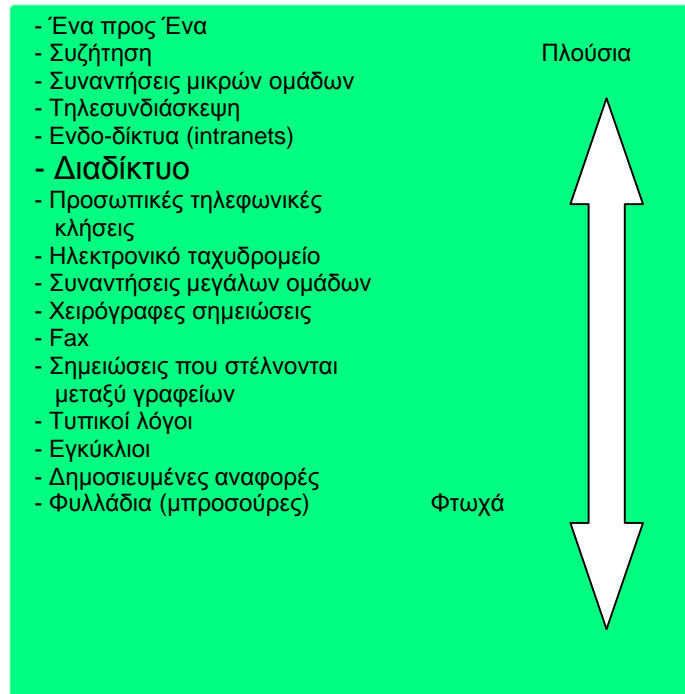 - Ένα προς Ένα
- Συζήτηση Πλούσια
- Συναντήσεις μικρών ομάδων
- Τηλεσυνδιάσκεψη
- Ενδο-δίκτυα (intranets)
- Διαδίκτυο
- Προσωπικές τηλεφωνικές
κλήσεις
- Ηλεκτρονικό ταχυδρομείο
- Συναντήσεις μεγάλων ομάδων
- Χειρόγραφες σημειώσεις
- Fax
- Σημειώσεις που στέλνονται
μεταξύ γραφείων
- Τυπικοί λόγοι
- Εγκύκλιοι
- Δημοσιευμένες αναφορές
- Φυλλάδια (μπροσούρες) Φτωχά